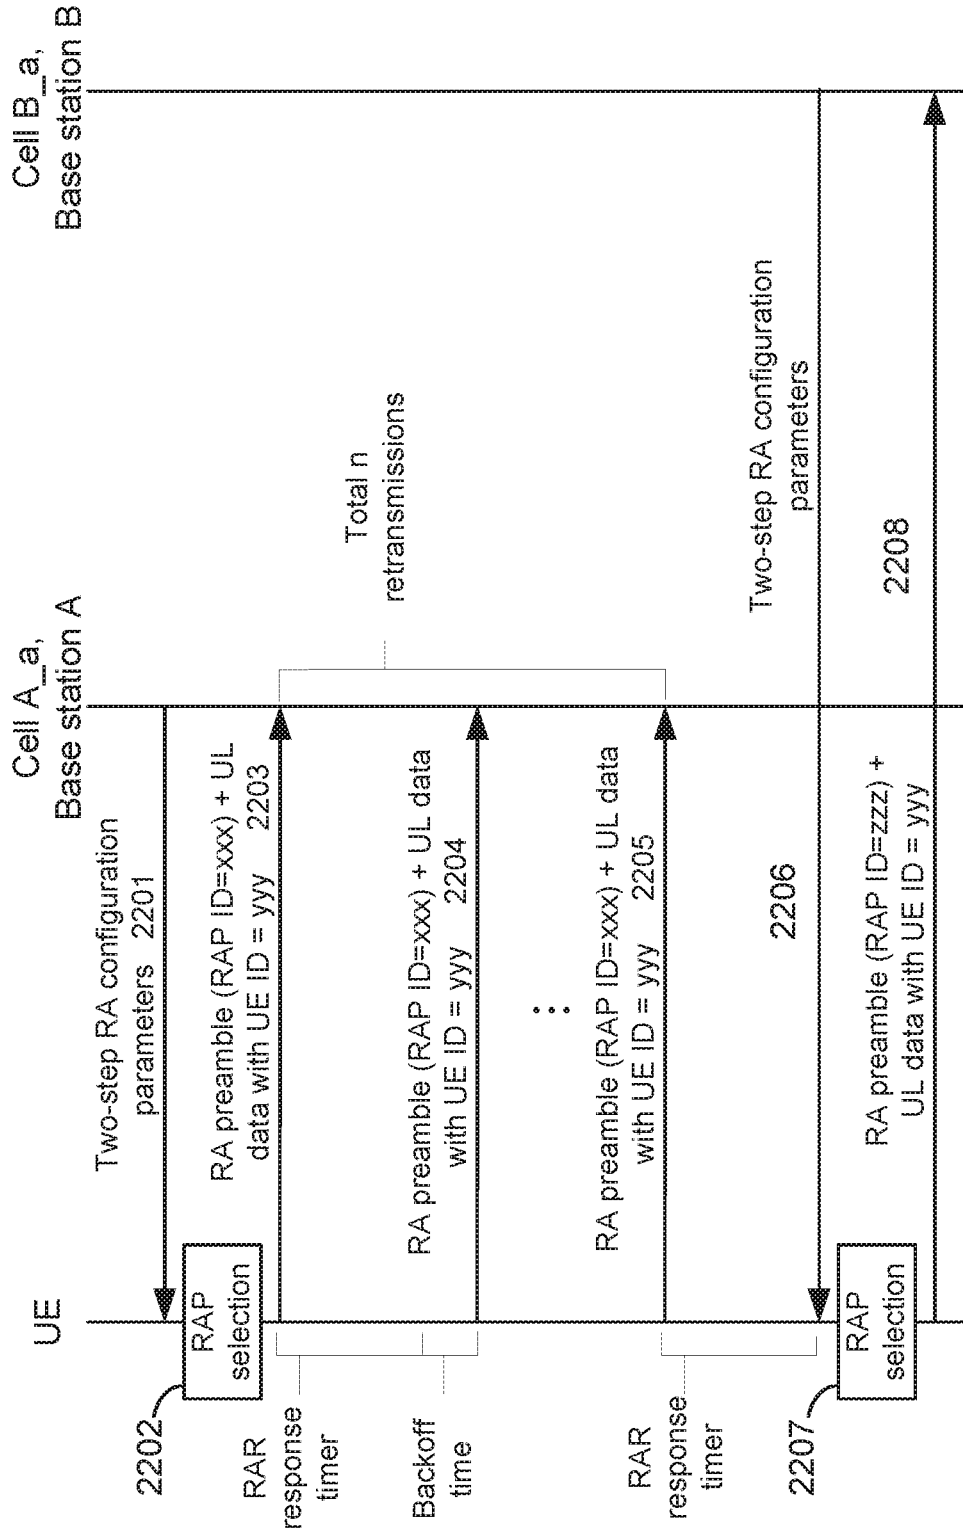 UE
Cell A_a,
Base station A
Cell B_a,
Base station B
Two-step RA configuration
parameters 2201
2202
RAP
selection
RA preamble (RAP ID=xxx) + UL
data with UE ID = yyy 2203
RAR
response
timer
Total n
retransmissions
Backoff
time
RA preamble (RAP ID=xxx) + UL data
with UE ID = yyy 2204
...
RA preamble (RAP ID=xxx) + UL data
with UE ID = yyy 2205
RAR
response
timer
2206
Two-step RA configuration
parameters
2207
RAP
selection
RA preamble (RAP ID=zzz) +
UL data with UE ID = yyy
2208